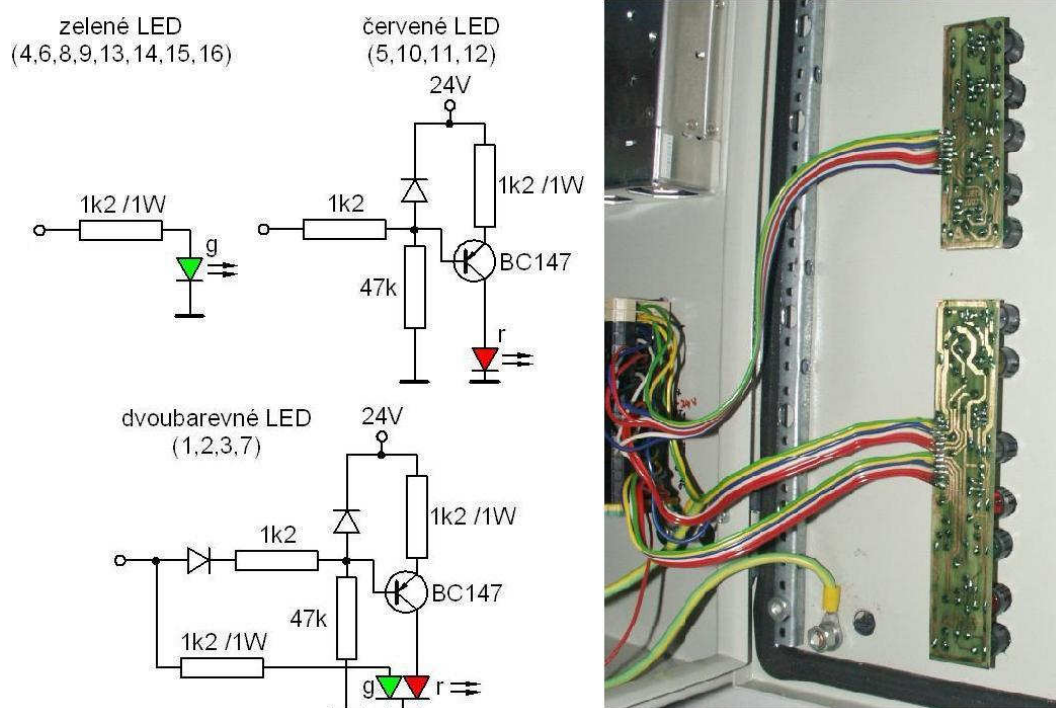 zelené LED
(4,6,8,9,13,14,15,16)
1k2 /1W
g
červené LED
(5,10,11,12)
24V
1k2 /1W
1k2
BC147
47k
r
dvoubarevné LED
(1,2,3,7)
24V
1k2 /1W
1k2
BC147
47k
1k2 /1W
g
r